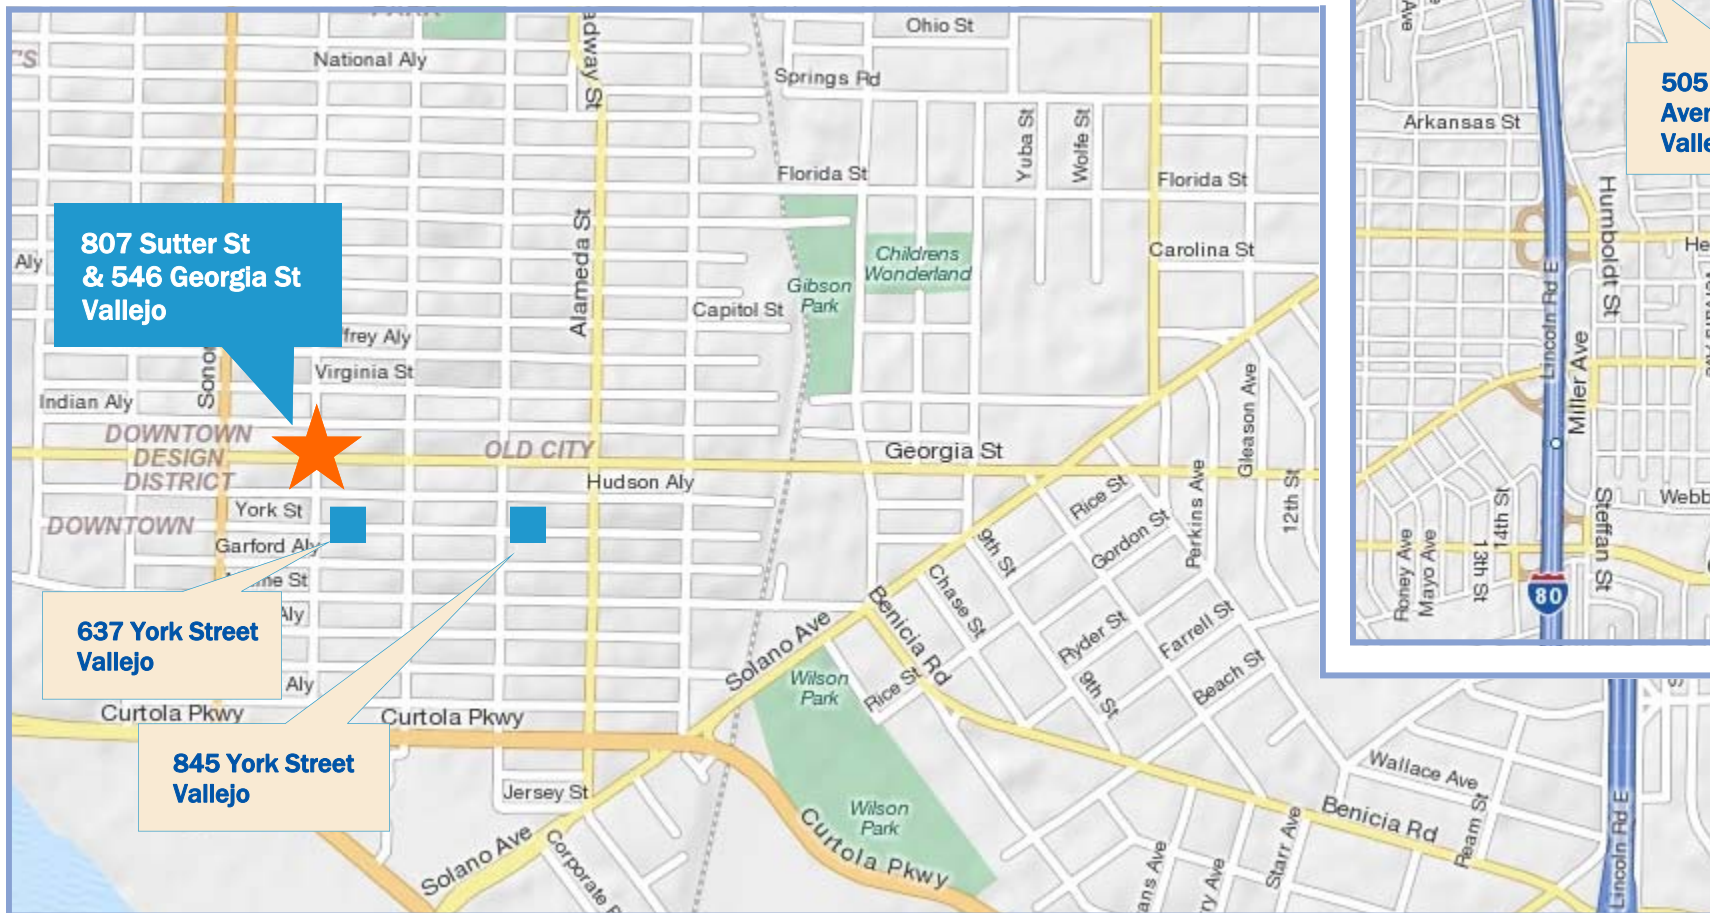 National Aly
Ohio St
Springs Rd
Yuba St
Wolfe St
Florida St
Florida St
Carolina St
Alameda St
807 Sutter St
& 546 Georgia St
Vallejo
Aly
Childrens
Wonderland
Gibson
Park
Capitol St
Virginia St
Indian Aly
DOWNTOWN
DESIGN
DISTRICT
OLD CITY
Georgia St
Gleason Ave
Hudson Aly
York St
DOWNTOWN
Garford Aly
Rice St
Gordon St
Perkins Ave
12th St
9th St
Chase St
Benicia Rd
Ryder St
Farrell St
Beach St
9th St
Rice St
Solano Ave
Wilson
Park
637 York Street
Vallejo
Aly
Aly
Curtola Pkwy
Curtola Pkwy
845 York Street
Vallejo
Jersey St
Solano Ave
Corporate
Wilson
Park
Curtola Pkwy
Wallace Ave
Benicia Rd
Ream St
Starr Ave
Lincoln Rd E
Ave
505
Arkansas St
Humboldt St
Lincoln Rd E
Miller Ave
Steffan St
14th St
13th St
Roney Ave
Mayo Ave
80